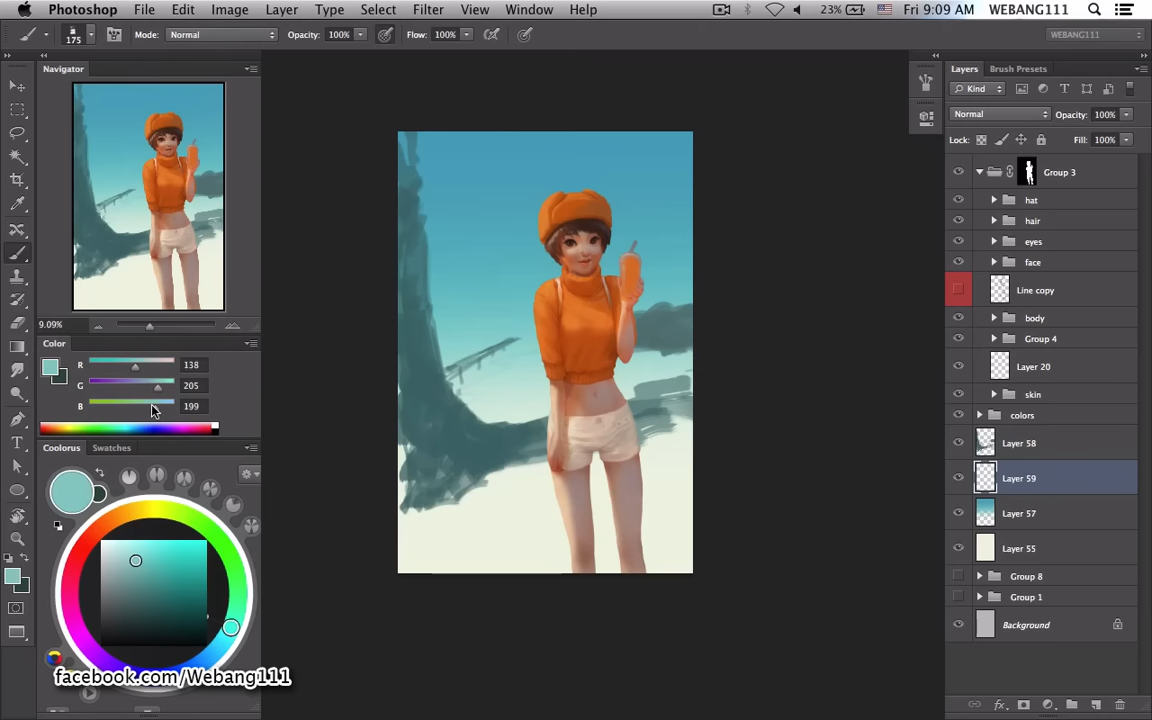 Photoshop File Edit Image Layer Type Select Filter View Window Help 23% Fri 9:09 AM WEBANG111
175 Mode: Normal Opacity: 100% Flow: 100% WEBANG111
Navigator
9.09%
Color
R 138
G 205
B 199
Colorus Swatches
facebook.com/Webang111
Layers Brush Presets
Kind
Normal Opacity: 100%
Lock: Fill: 100%
Group 3
hat
hair
eyes
face
Line copy
body
Group 4
Layer 20
skin
colors
Layer 58
Layer 59
Layer 57
Layer 55
Group 8
Group 1
Background